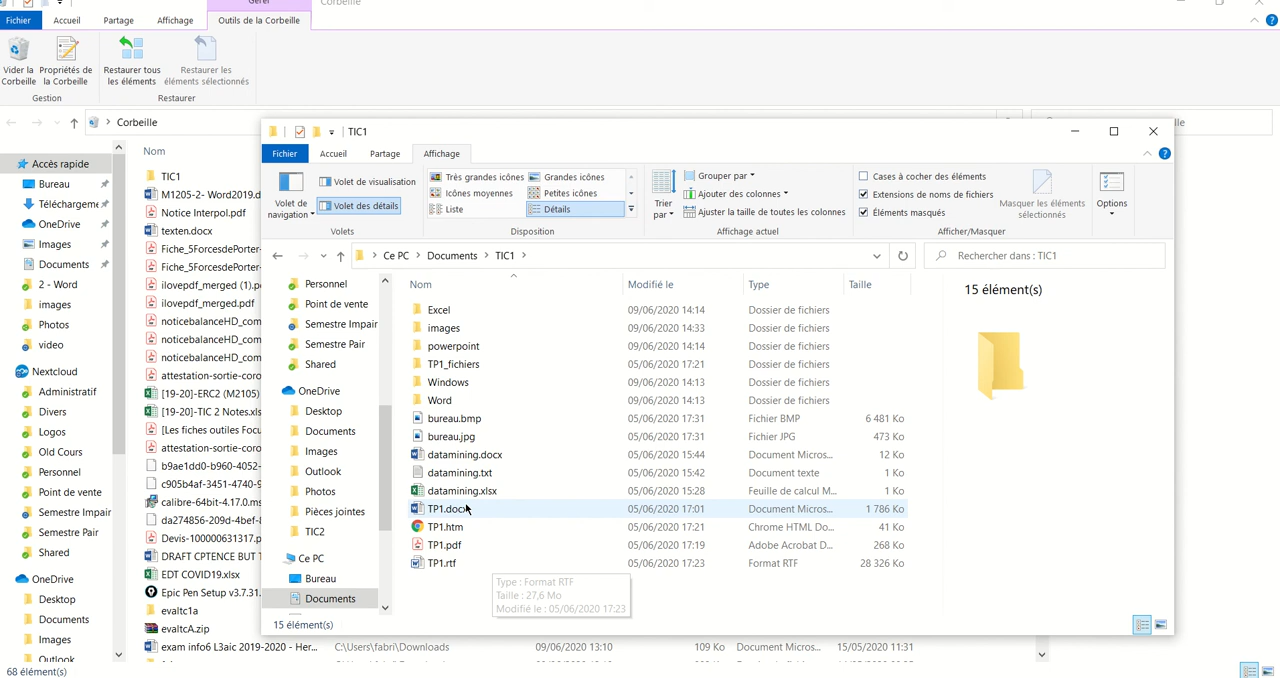 Gérer
Corbeille
Fichier Accueil Partage Affichage Outils de la Corbeille
Vider la Corbeille
Propriétés de la Corbeille
Restaurer tous les éléments
Restaurer les éléments sélectionnés
Gestion
Restaurer
Corbeille
Accès rapide
Bureau
Téléchargeme
OneDrive
Images
Documents
2 - Word
images
Photos
video
Nextcloud
Administratif
Divers
Logos
Old Cours
Personnel
Point de vente
Semestre Impair
Semestre Pair
Shared
OneDrive
Desktop
Documents
Images
Outlook
Nom
TIC1
M1205-2- Word2019.d
Notice Interpol.pdf
texten.docx
Fiche_5ForcesdePorter-
Fiche_5ForcesdePorter-
ilovepdf_merged (1).p
ilovepdf_merged.pdf
noticebalanceHD_com
noticebalanceHD_com
noticebalanceHD_com
attestation-sortie-coro
[19-20]-ERC2 (M2105)
[19-20]-TIC 2 Notes.xls
[Les fiches outils Focu
attestation-sortie-coro
b9ae1dd0-b960-4052-
c905b4af-3451-4740-9
calibre-64bit-4.17.0.ms
da274856-209d-4bef-8
Devis-100000631317.p
DRAFT CPTENCE BUT T
EDT COVID19.xlsx
Epic Pen Setup v3.7.31.
evaltc1a
evaltcA.zip
exam info6 L3aic 2019-2020 - Her... C:\Users\fabri\Downloads 09/06/2020 13:10 109 Ko Document Micros... 15/05/2020 11:31
68 élément(s)
TIC1
Fichier Accueil Partage Affichage
Volet de navigation
Volet de visualisation
Volet des détails
Volets
Très grandes icônes Grandes icônes
Icônes moyennes Petites icônes
Liste Détails
Disposition
Trier par
Grouper par
Ajouter des colonnes
Ajuster la taille de toutes les colonnes
Affichage actuel
Cases à cocher des éléments
Extensions de noms de fichiers
Éléments masqués
Masquer les éléments sélectionnés
Afficher/Masquer
Options
Ce PC > Documents > TIC1 >
Rechercher dans : TIC1
Personnel
Point de vente
Semestre Impair
Semestre Pair
Shared
OneDrive
Desktop
Documents
Images
Outlook
Photos
Pièces jointes
TIC2
Ce PC
Bureau
Documents
Nom Modifié le Type Taille
Excel 09/06/2020 14:14 Dossier de fichiers
images 09/06/2020 14:33 Dossier de fichiers
powerpoint 09/06/2020 14:14 Dossier de fichiers
TP1_fichiers 05/06/2020 17:21 Dossier de fichiers
Windows 09/06/2020 14:13 Dossier de fichiers
Word 09/06/2020 14:13 Dossier de fichiers
bureau.bmp 05/06/2020 17:31 Fichier BMP 6 481 Ko
bureau.jpg 05/06/2020 17:31 Fichier JPG 473 Ko
datamining.docx 05/06/2020 15:44 Document Micros... 12 Ko
datamining.txt 05/06/2020 15:42 Document texte 1 Ko
datamining.xlsx 05/06/2020 15:28 Feuille de calcul M... 1 Ko
TP1.docx 05/06/2020 17:01 Document Micros... 1 786 Ko
TP1.htm 05/06/2020 17:21 Chrome HTML Do... 41 Ko
TP1.pdf 05/06/2020 17:19 Adobe Acrobat D... 268 Ko
TP1.rtf 05/06/2020 17:23 Format RTF 28 326 Ko
Type : Format RTF
Taille : 27,6 Mo
Modifié le : 05/06/2020 17:23
15 élément(s)
15 élément(s)